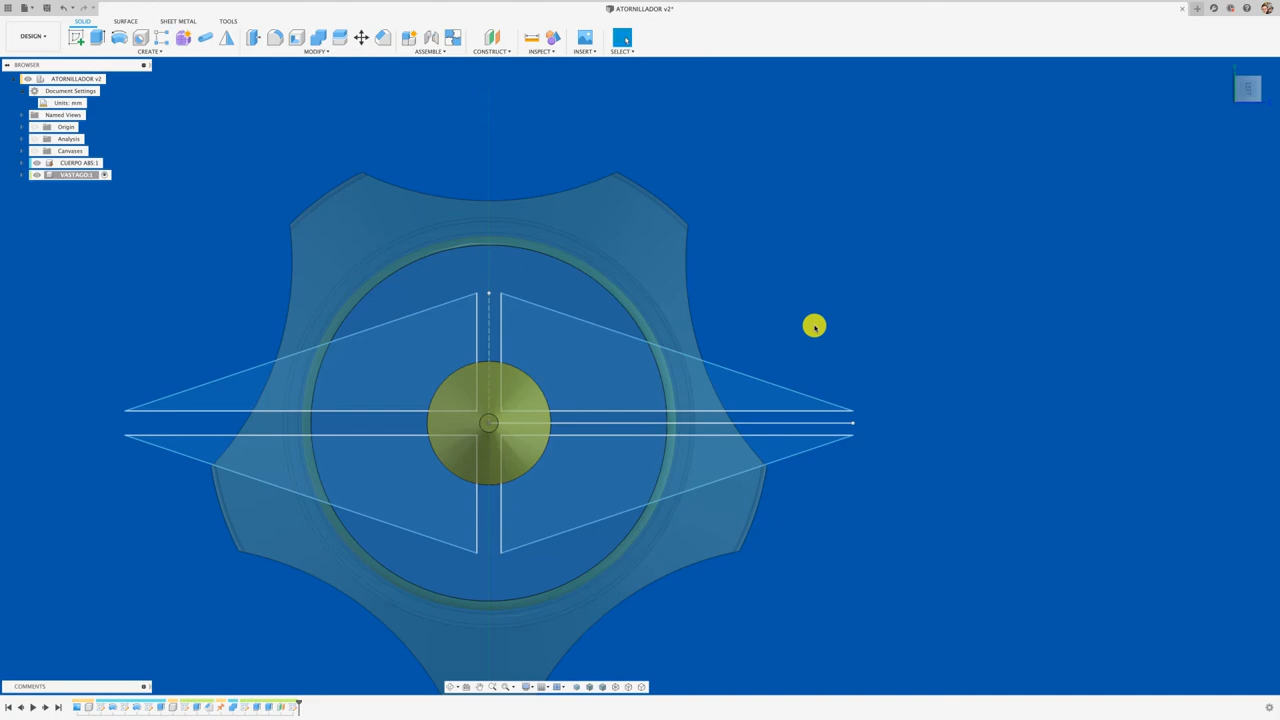 ATORNILLADOR v2*
SOLID SURFACE SHEET METAL TOOLS
DESIGN ▾
CREATE ▾ MODIFY ▾ ASSEMBLE ▾ CONSTRUCT ▾ INSPECT ▾ INSERT ▾ SELECT ▾
BROWSER
ATORNILLADOR v2
Document Settings
Units: mm
Named Views
Origin
Analysis
Canvases
CUERPO ABS:1
VASTAGO:1
LEFT
COMMENTS